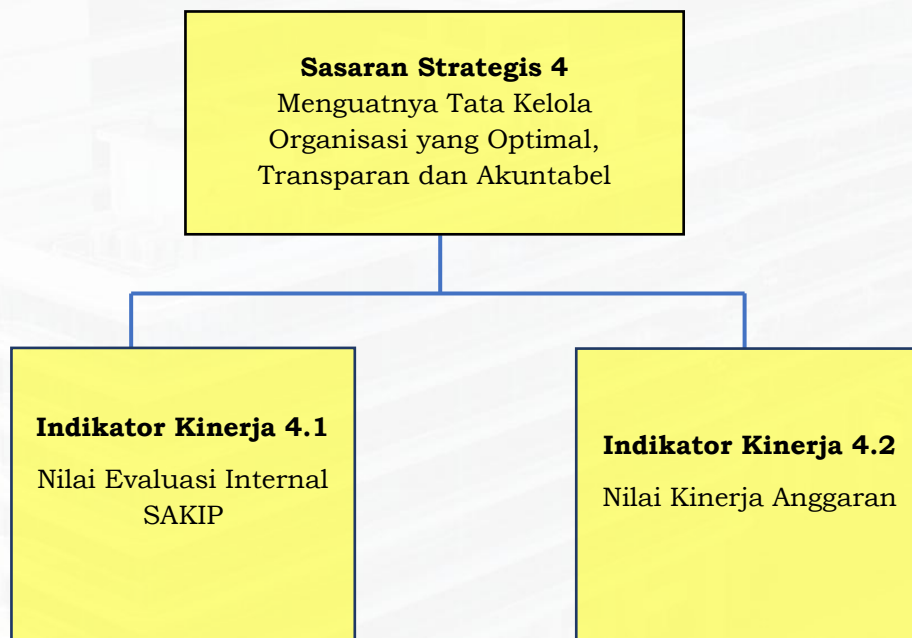 Sasaran Strategis 4
Menguatnya Tata Kelola
Organisasi yang Optimal,
Transparan dan Akuntabel
Indikator Kinerja 4.1
Nilai Evaluasi Internal
SAKIP
Indikator Kinerja 4.2
Nilai Kinerja Anggaran